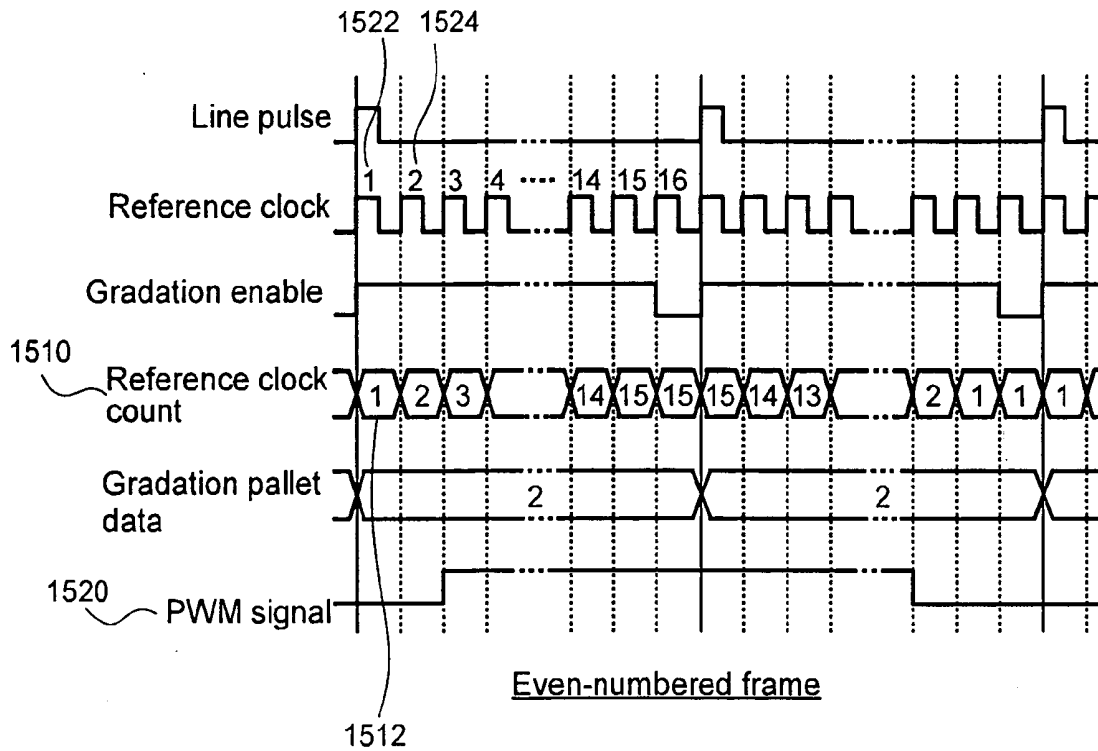 1522 1524
Line pulse
1 2 3 4 ···· 14 15 16
Reference clock
Gradation enable
1510
Reference clock
count
1 2 3 14 15 15 15 14 13 2 1 1 1
Gradation pallet
data
2 2
1520
PWM signal
Even-numbered frame
1512